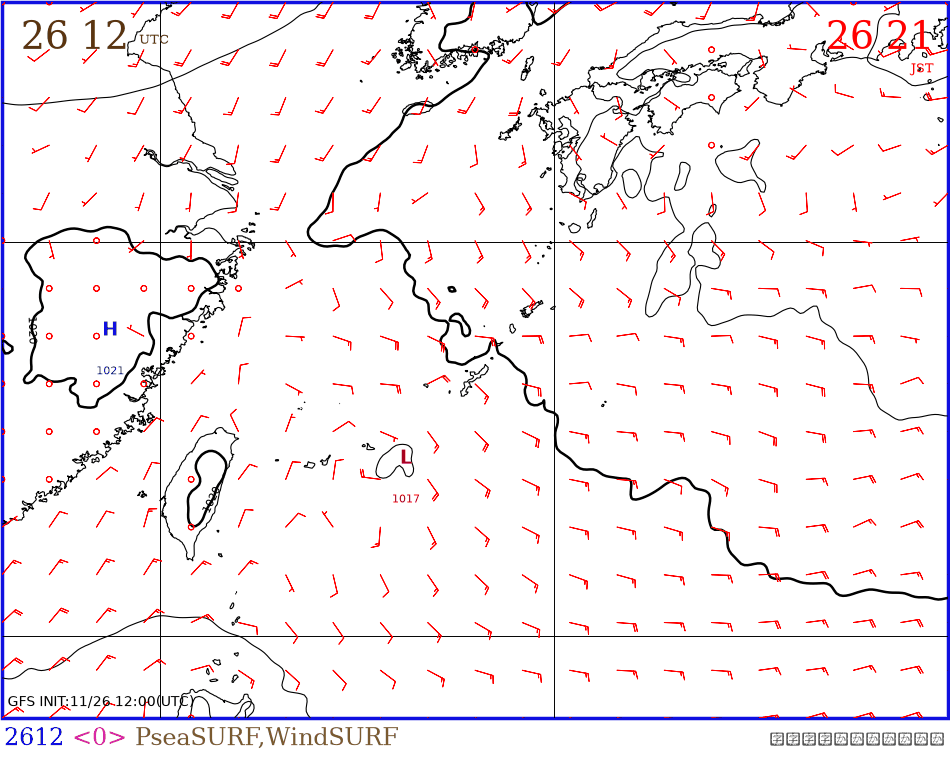 26 12 UTC
26 21
JST
1020
H
1021
L
1020
1017
GFS INIT:11/26.12:00(UTC)
2612 <0> PseaSURF,WindSURF